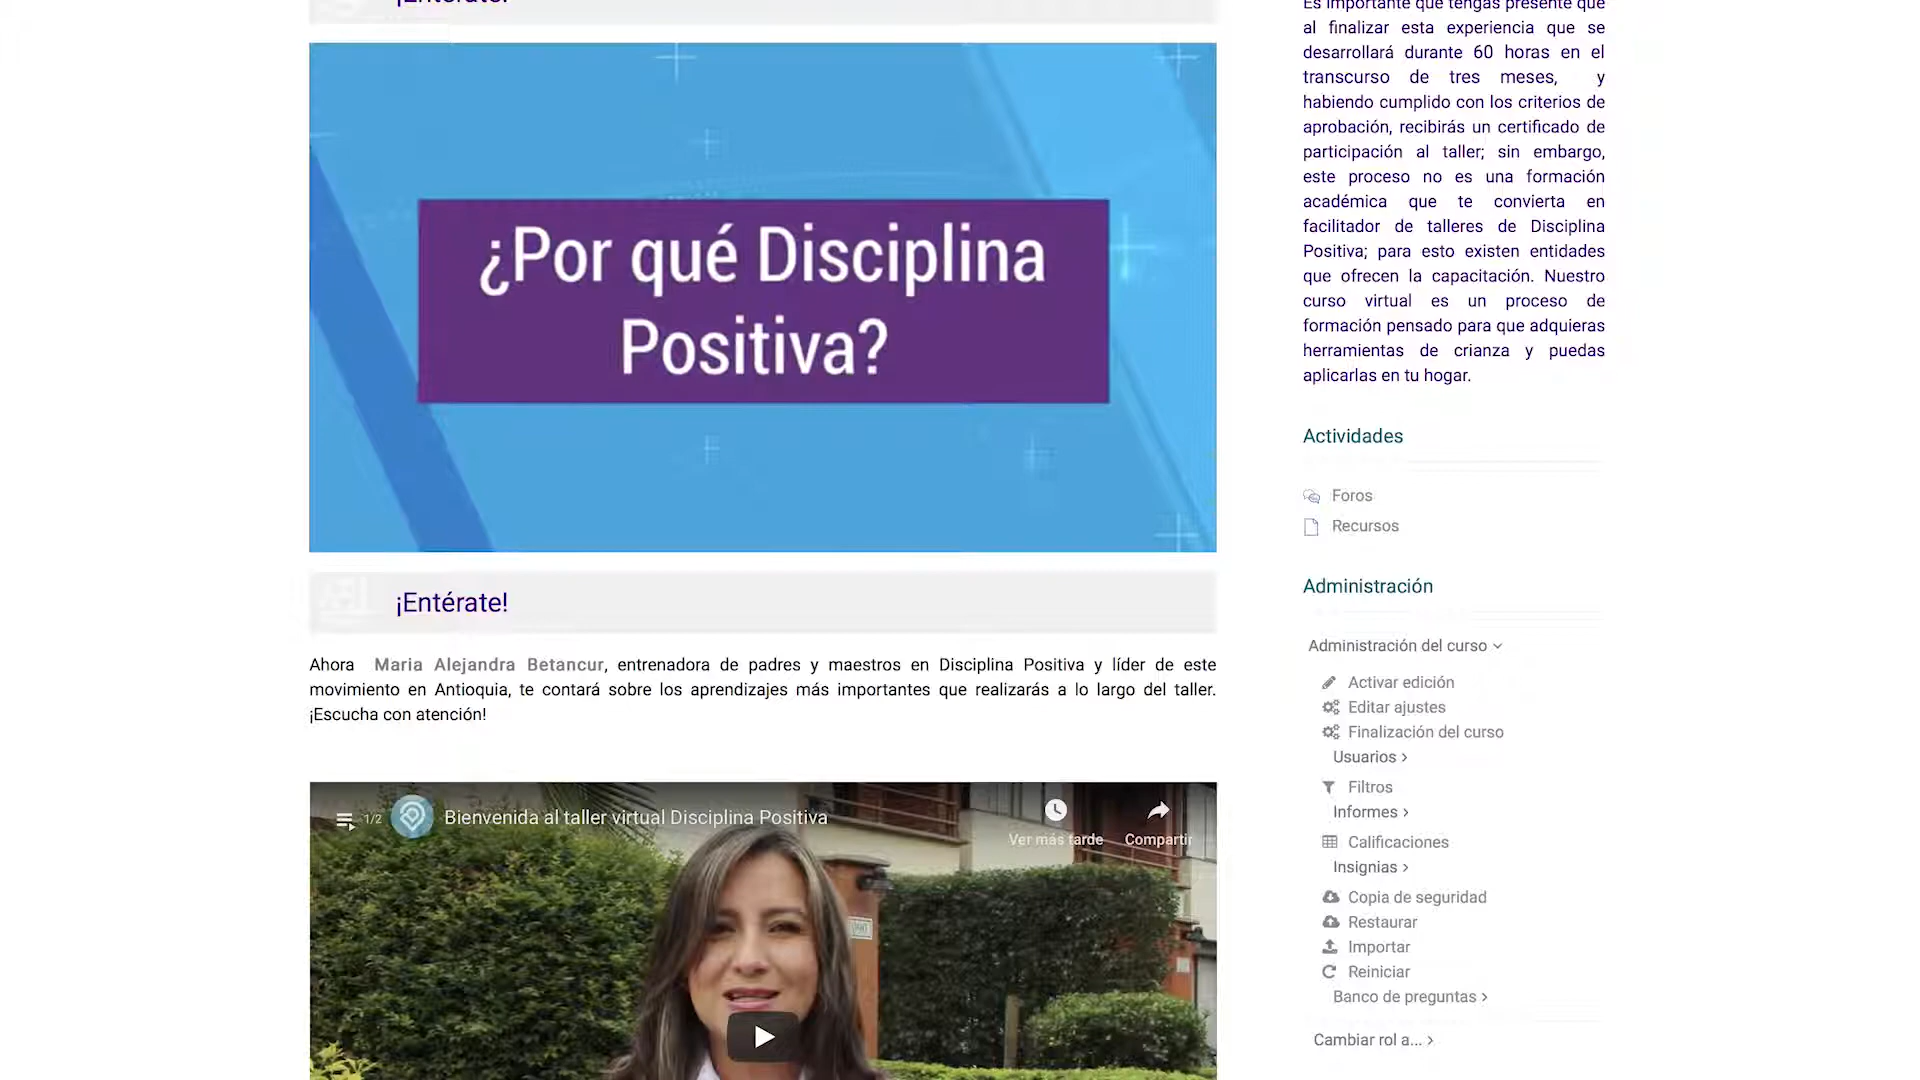 ¡Entérate!
¿Por qué Disciplina
Positiva?
¡Entérate!
Ahora Maria Alejandra Betancur, entrenadora de padres y maestros en Disciplina Positiva y líder de este
movimiento en Antioquia, te contará sobre los aprendizajes más importantes que realizarás a lo largo del taller.
¡Escucha con atención!
1/2
Bienvenida al taller virtual Disciplina Positiva
Ver más tarde
Compartir
Es importante que tengas presente que
al finalizar esta experiencia que se
desarrollará durante 60 horas en el
transcurso de tres meses, y
habiendo cumplido con los criterios de
aprobación, recibirás un certificado de
participación al taller; sin embargo,
este proceso no es una formación
académica que te convierta en
facilitador de talleres de Disciplina
Positiva; para esto existen entidades
que ofrecen la capacitación. Nuestro
curso virtual es un proceso de
formación pensado para que adquieras
herramientas de crianza y puedas
aplicarlas en tu hogar.
Actividades
Foros
Recursos
Administración
Administración del curso
Activar edición
Editar ajustes
Finalización del curso
Usuarios
Filtros
Informes
Calificaciones
Insignias
Copia de seguridad
Restaurar
Importar
Reiniciar
Banco de preguntas
Cambiar rol a...